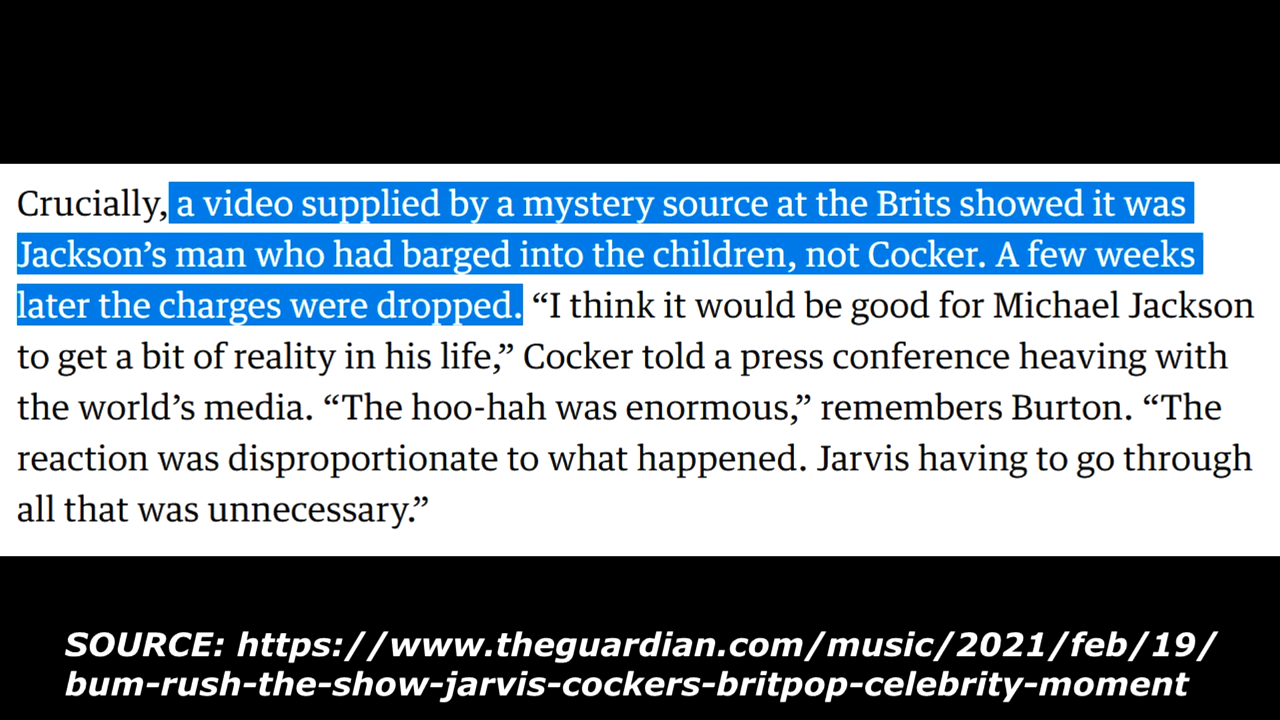 Crucially, a video supplied by a mystery source at the Brits showed it was
Jackson’s man who had barged into the children, not Cocker. A few weeks
later the charges were dropped. “I think it would be good for Michael Jackson
to get a bit of reality in his life,” Cocker told a press conference heaving with
the world’s media. “The hoo-hah was enormous,” remembers Burton. “The
reaction was disproportionate to what happened. Jarvis having to go through
all that was unnecessary.”
SOURCE: https://www.theguardian.com/music/2021/feb/19/
bum-rush-the-show-jarvis-cockers-britpop-celebrity-moment